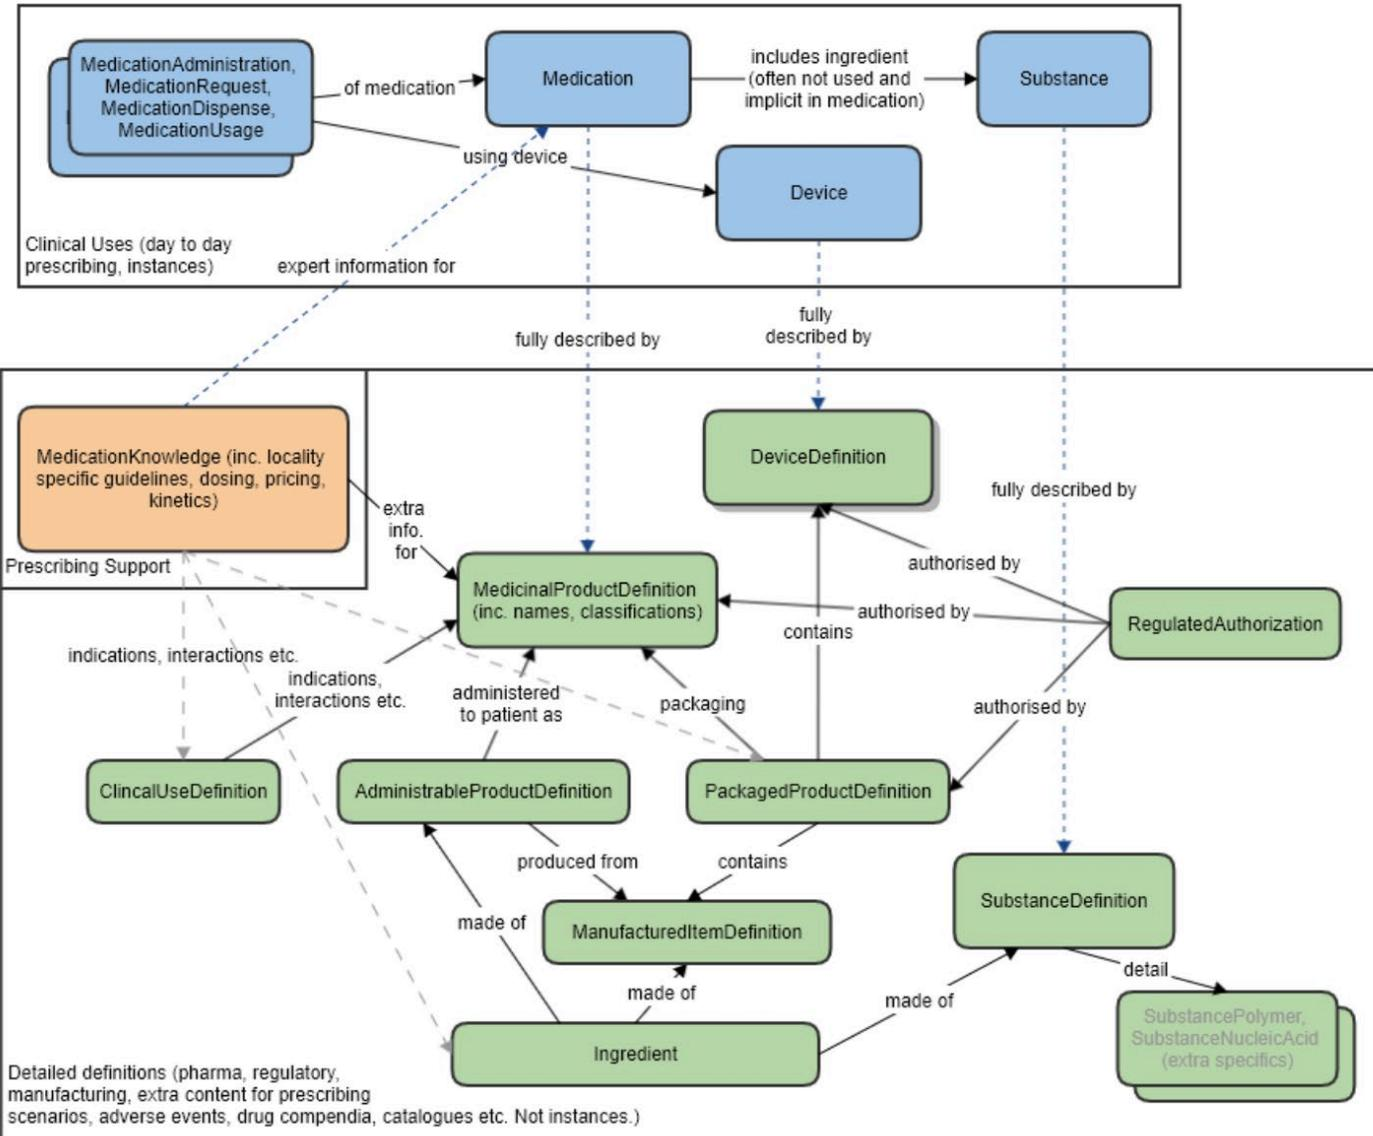 MedicationAdministration,
MedicationRequest,
MedicationDispense,
MedicationUsage
of medication
Medication
includes ingredient
(often not used and
implicit in medication)
Substance
using device
Device
Clinical Uses (day to day
prescribing, instances)
expert information for
fully described by
fully
described by
MedicationKnowledge (inc. locality
specific guidelines, dosing, pricing,
kinetics)
Prescribing Support
extra
info.
for
DeviceDefinition
fully described by
authorised by
MedicinalProductDefinition
(inc. names, classifications)
authorised by
contains
RegulatedAuthorization
indications, interactions etc.
indications,
interactions etc.
administered
to patient as
packaging
authorised by
ClincalUseDefinition
AdministrableProductDefinition
PackagedProductDefinition
produced from
contains
made of
ManufacturedItemDefinition
SubstanceDefinition
made of
made of
detail
Ingredient
SubstancePolymer,
SubstanceNucleicAcid
(extra specifics)
Detailed definitions (pharma, regulatory,
manufacturing, extra content for prescribing
scenarios, adverse events, drug compendia, catalogues etc. Not instances.)